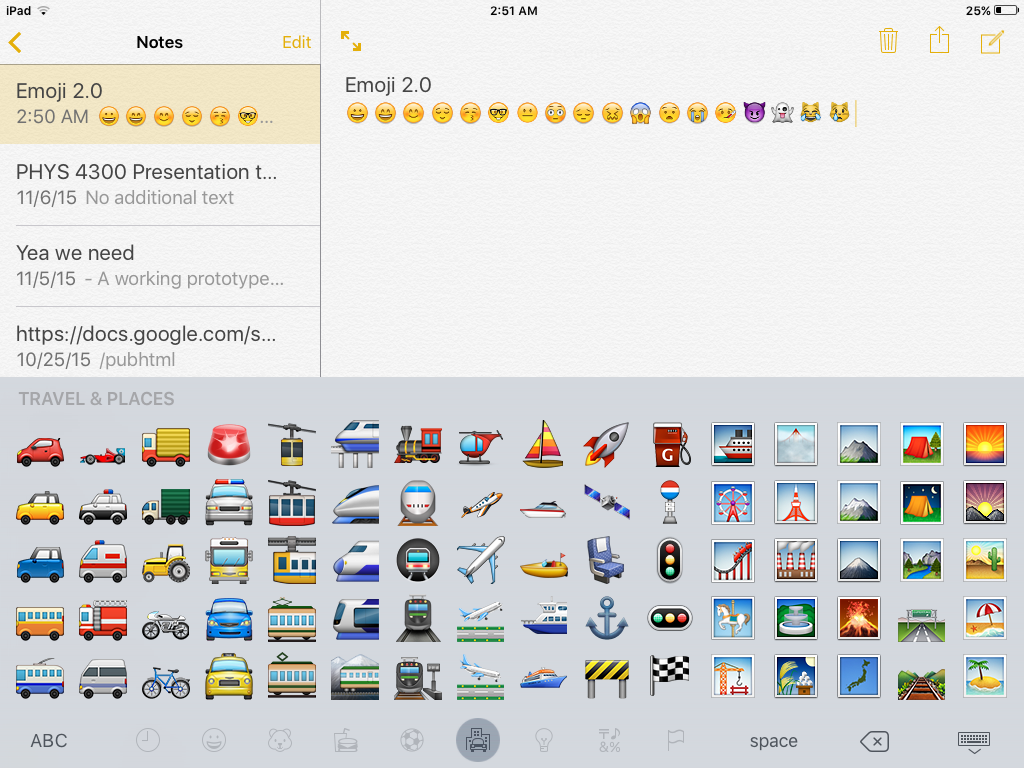 iPad 2:51 AM 25%
Notes Edit
Emoji 2.0
2:50 AM 😀😄😊😌😚🤓...
PHYS 4300 Presentation t...
11/6/15 No additional text
Yea we need
11/5/15 - A working prototype...
https://docs.google.com/s...
10/25/15 /pubhtml
Emoji 2.0
TRAVEL & PLACES
G
ABC T♪&% space